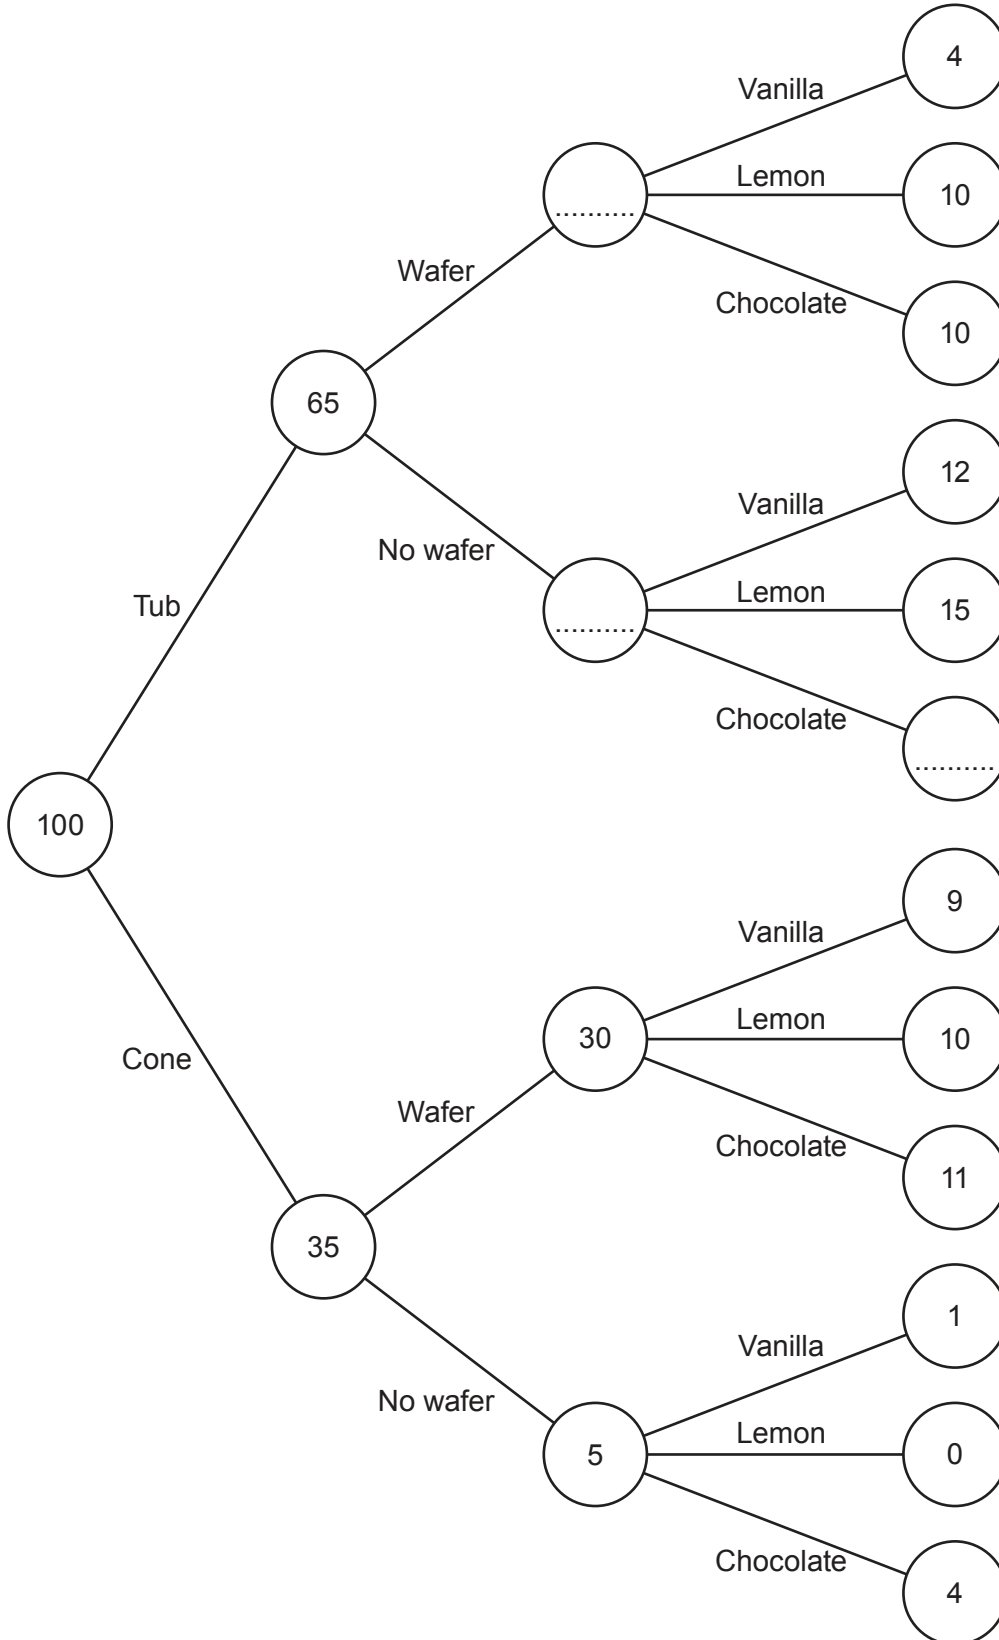 4
Vanilla
Lemon
10
..........
Wafer
Chocolate
10
65
12
Vanilla
No wafer
Lemon
15
Tub
..........
Chocolate
..........
100
9
Vanilla
Lemon
30
10
Cone
Wafer
Chocolate
11
35
1
Vanilla
No wafer
Lemon
5
0
Chocolate
4